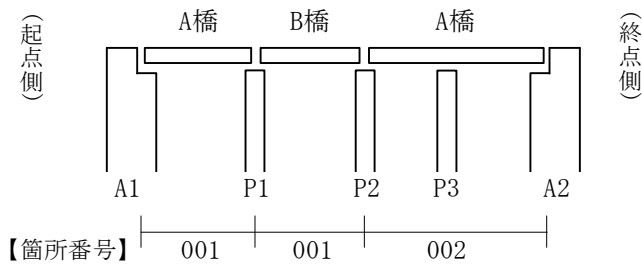 （起点側）
A橋 B橋 A橋
（終点側）
A1 P1 P2 P3 A2
【箇所番号】 001 001 002